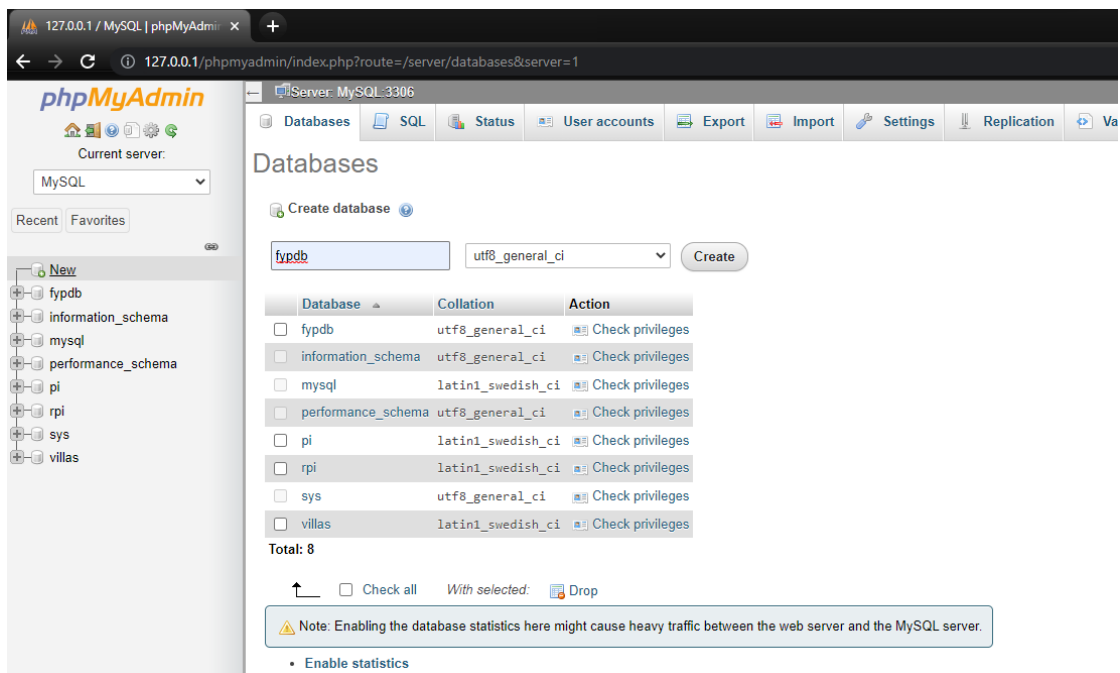 127.0.0.1 / MySQL | phpMyAdmi
127.0.0.1/phpmyadmin/index.php?route=/server/databases&server=1
phpMyAdmin
Current server:
MySQL
Recent Favorites
New
fypdb
information_schema
mysql
performance_schema
pi
rpi
sys
villas
Server: MySQL:3306
Databases SQL Status User accounts Export Import Settings Replication Va
Databases
Create database
fypdb utf8_general_ci Create
Database Collation Action
fypdb utf8_general_ci Check privileges
information_schema utf8_general_ci Check privileges
mysql latin1_swedish_ci Check privileges
performance_schema utf8_general_ci Check privileges
pi latin1_swedish_ci Check privileges
rpi latin1_swedish_ci Check privileges
sys utf8_general_ci Check privileges
villas latin1_swedish_ci Check privileges
Total: 8
Check all With selected: Drop
Note: Enabling the database statistics here might cause heavy traffic between the web server and the MySQL server.
• Enable statistics